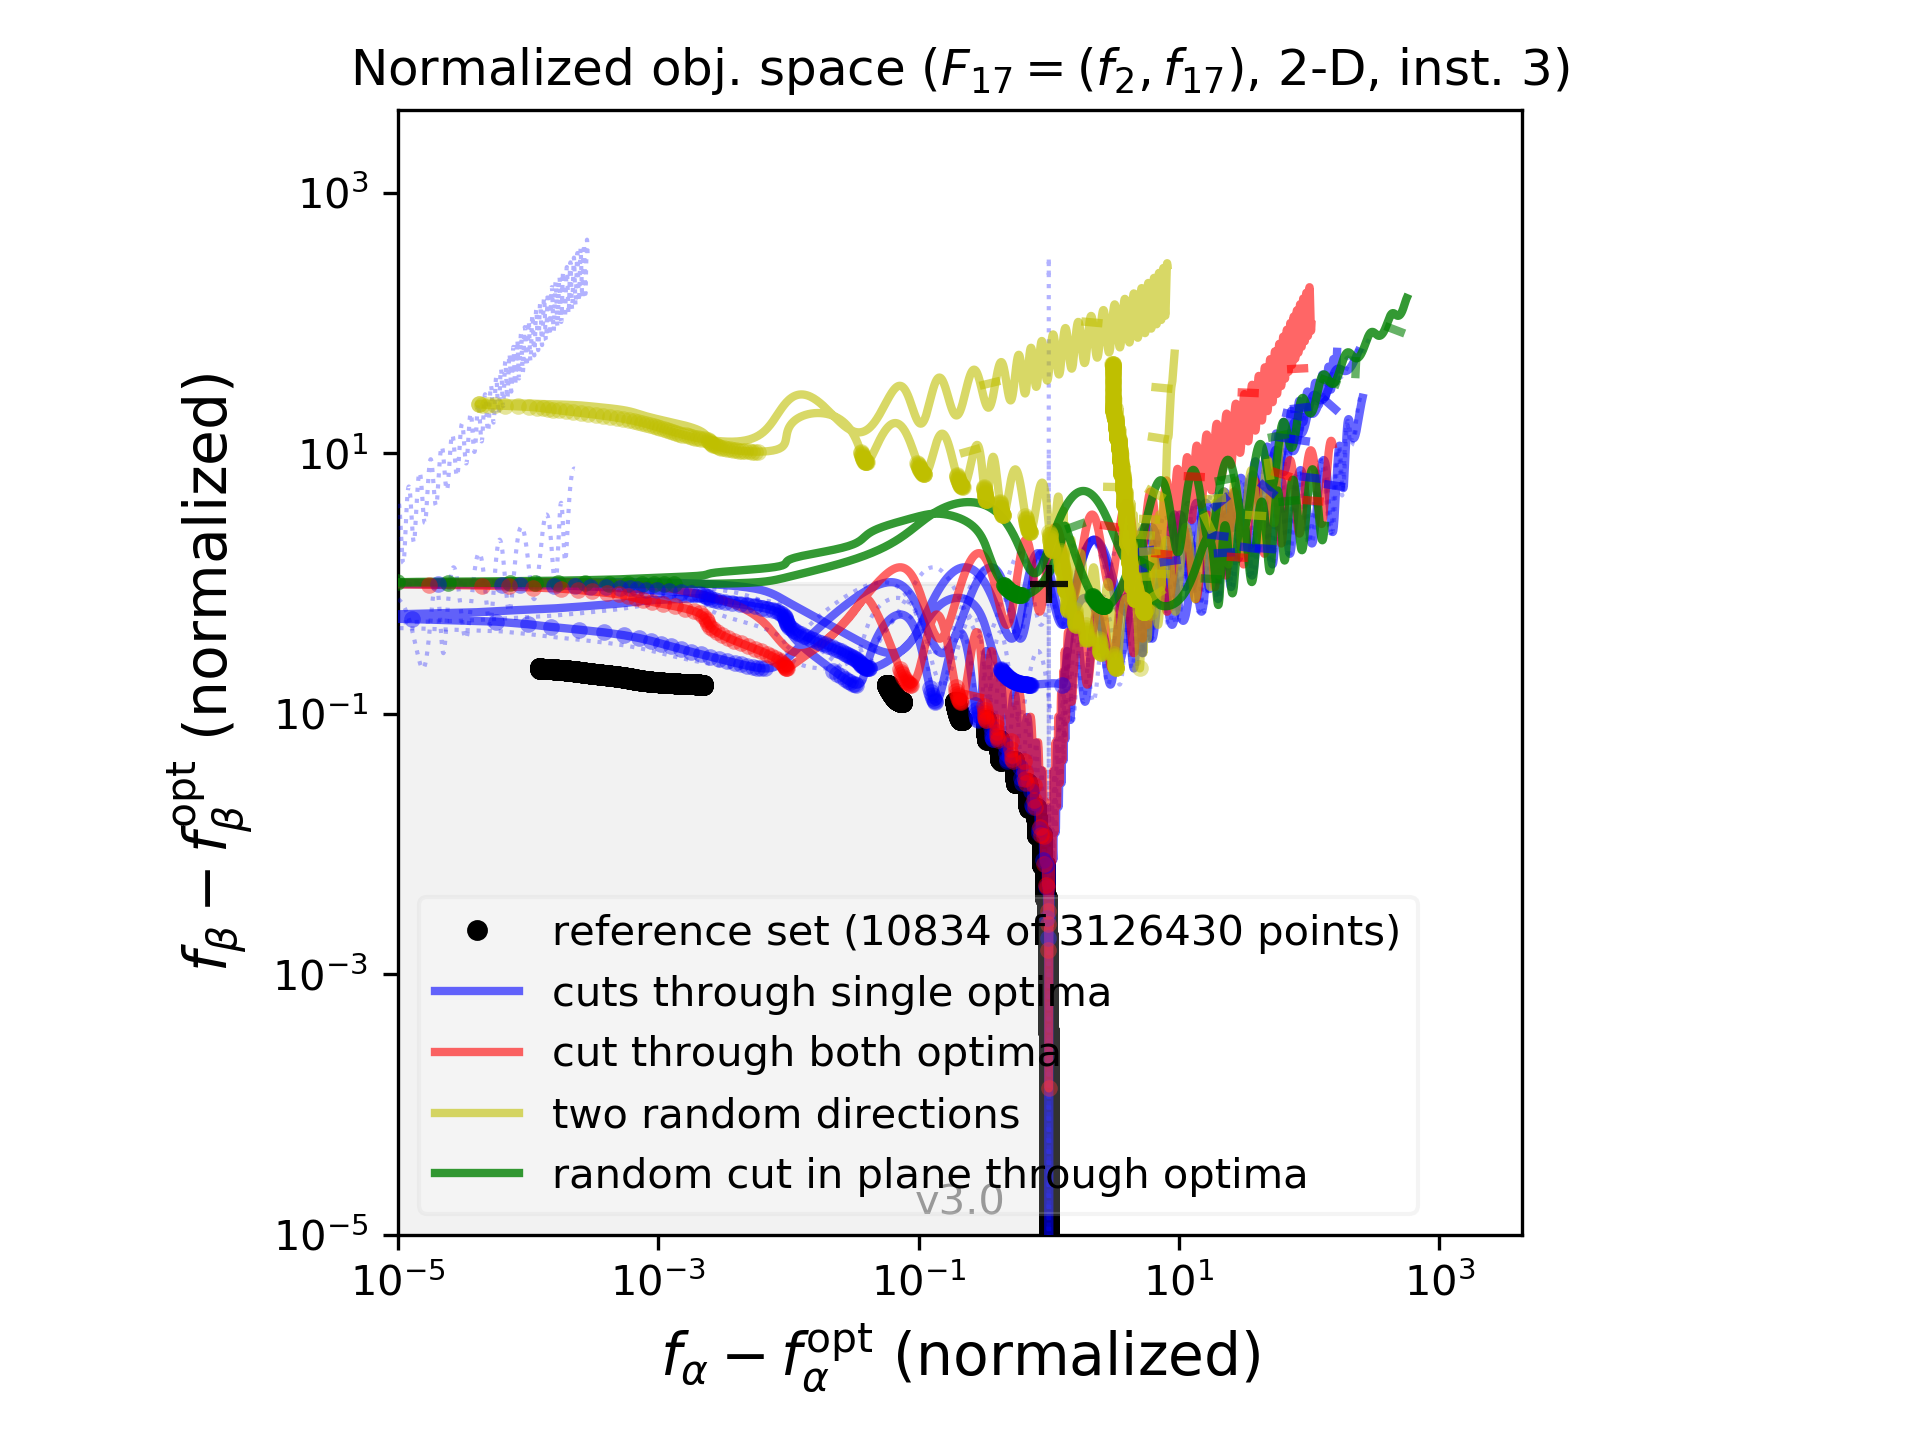 Normalized obj. space (F₁₇ = (f₂, f₁₇), 2-D, inst. 3)
10³
10¹
10⁻¹
10⁻³
10⁻⁵
f_β − f_β^opt (normalized)
reference set (10834 of 3126430 points)
cuts through single optima
cut through both optima
two random directions
random cut in plane through optima
v3.0
10⁻⁵ 10⁻³ 10⁻¹ 10¹ 10³
f_α − f_α^opt (normalized)